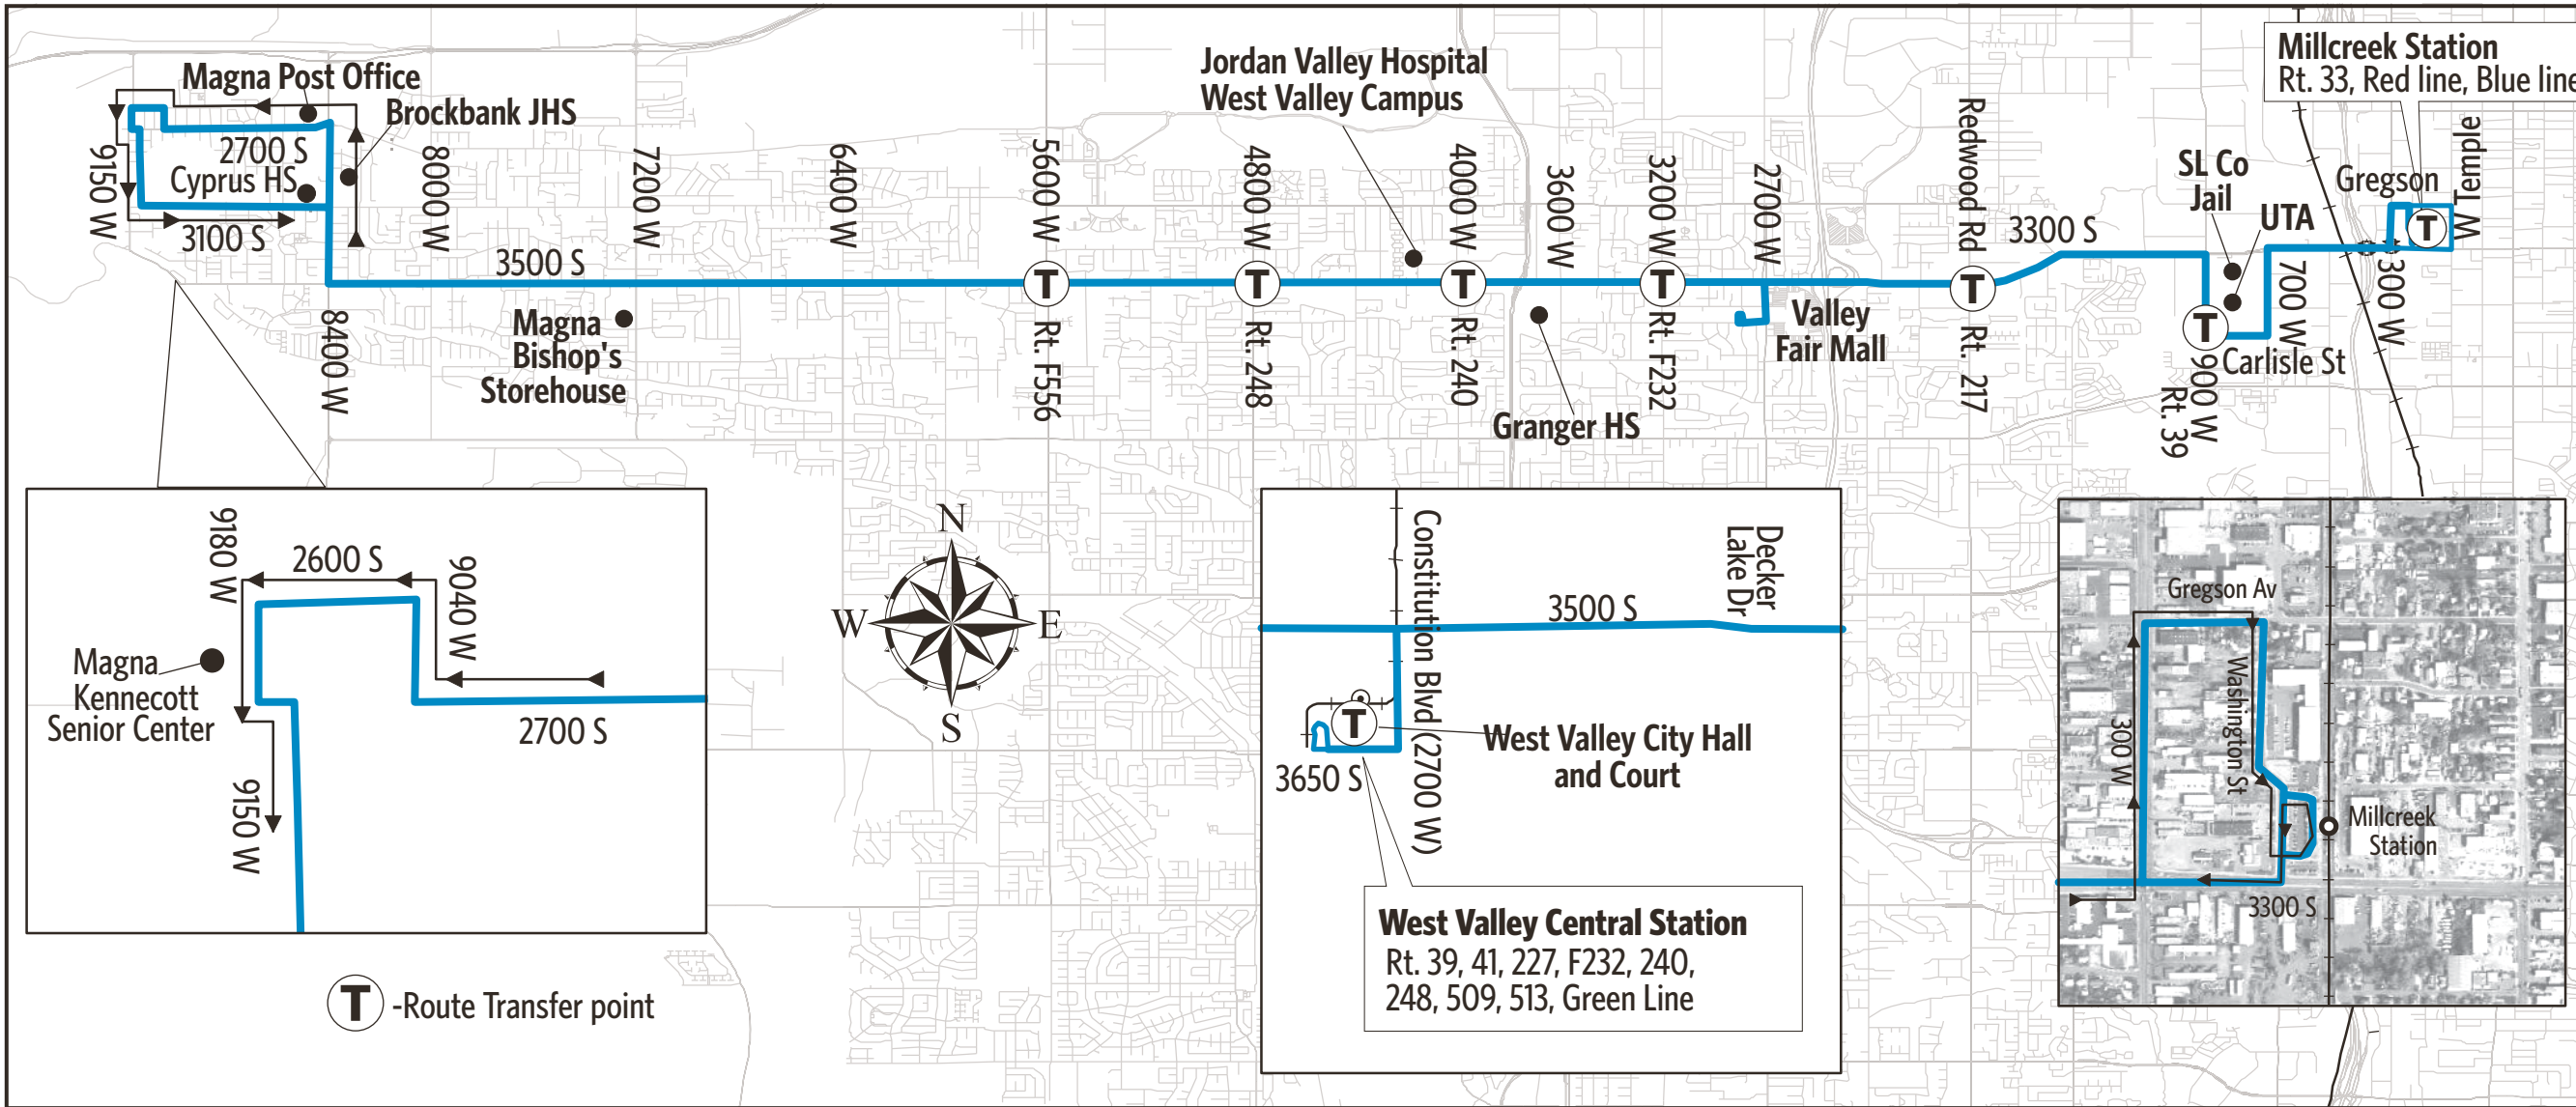 Millcreek Station
Rt. 33, Red line, Blue line
Magna Post Office
Brockbank JHS
Jordan Valley Hospital
West Valley Campus
2700 S
Cyprus HS
9150 W
3100 S
8000 W
7200 W
6400 W
5600 W
4800 W
4000 W
3600 W
3200 W
2700 W
Redwood Rd
3300 S
SL Co
Jail
UTA
Gregson
W Temple
3500 S
T
T
T
T
T
T
T
8400 W
Magna
Bishop's
Storehouse
Rt. F556
Rt. 248
Rt. 240
Granger HS
Rt. F232
Valley
Fair Mall
Rt. 217
900 W
Rt. 39
Carlisle St
700 W
300 W
9180 W
2600 S
9040 W
Magna
Kennecott
Senior Center
2700 S
9150 W
N
W
E
S
Constitution Blvd (2700 W)
Decker
Lake Dr
3500 S
T
West Valley City Hall
and Court
3650 S
West Valley Central Station
Rt. 39, 41, 227, F232, 240,
248, 509, 513, Green Line
Gregson Av
Washington St
300 W
Millcreek
Station
3300 S
T -Route Transfer point